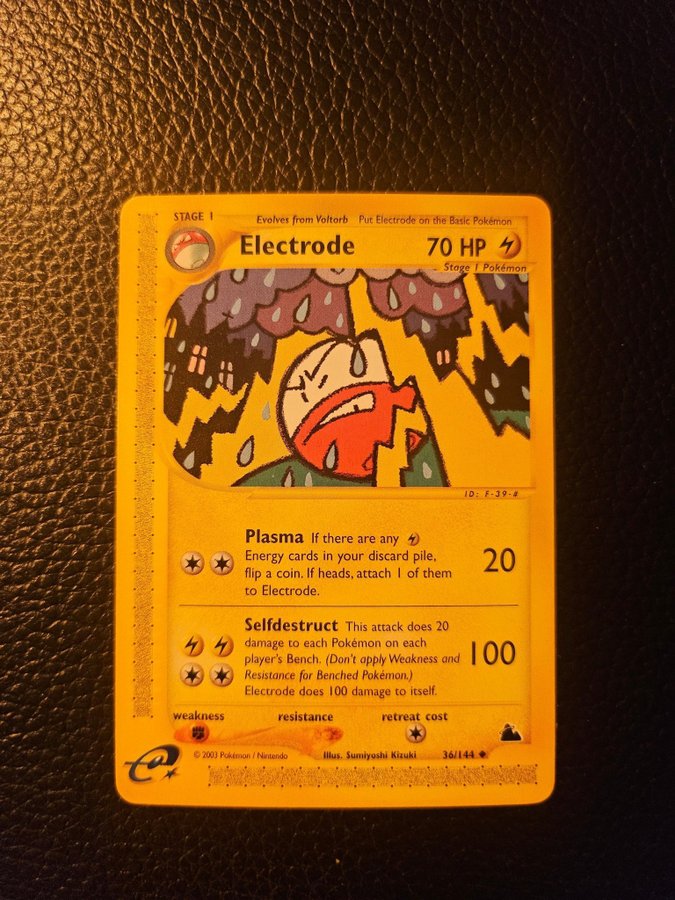 STAGE 1 Evolves from Voltorb Put Electrode on the Basic Pokémon
Electrode 70 HP
Stage 1 Pokémon
ID: F-39-#
Plasma If there are any
Energy cards in your discard pile,
flip a coin. If heads, attach 1 of them
to Electrode.
20
Selfdestruct This attack does 20
damage to each Pokémon on each
player's Bench. (Don't apply Weakness and
Resistance for Benched Pokémon.)
Electrode does 100 damage to itself.
100
weakness resistance retreat cost
© 2003 Pokémon / Nintendo Illus. Sumiyoshi Kizuki 36/144
e